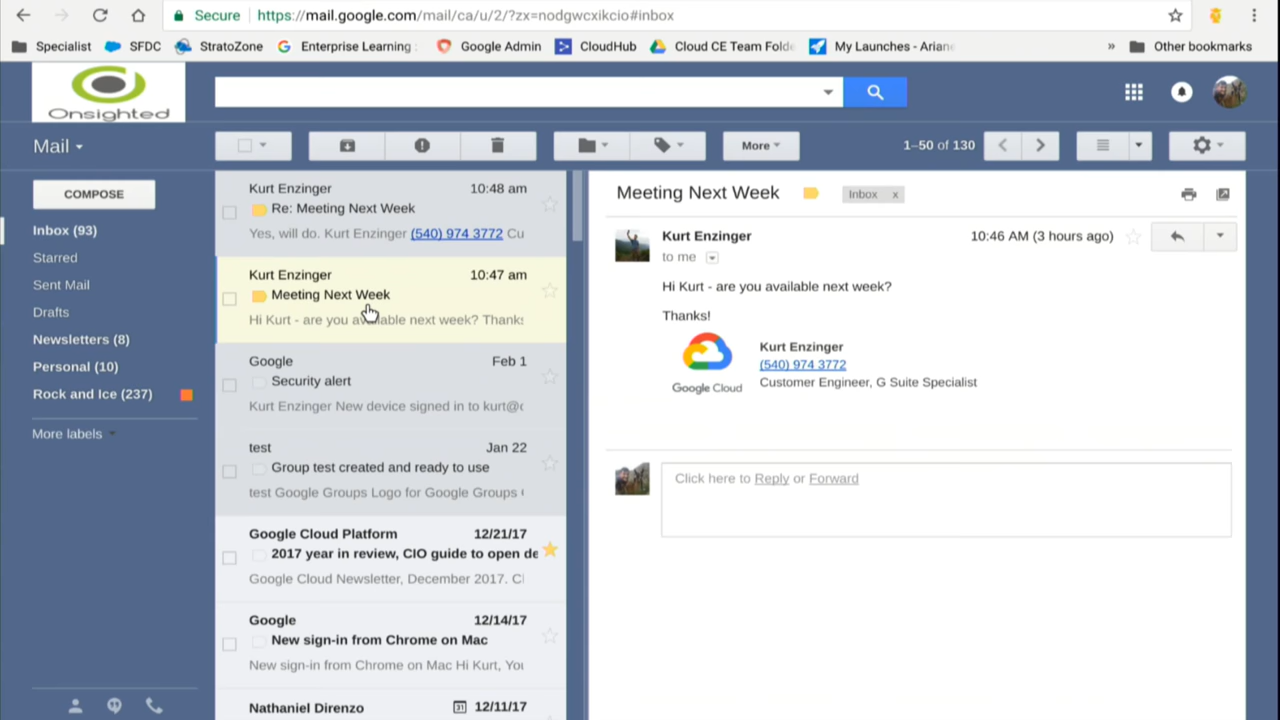 Secure https://mail.google.com/mail/ca/u/2/?zx=nodgwcxikcio#inbox
Specialist SFDC StratoZone Enterprise Learning Google Admin CloudHub Cloud CE Team Folde My Launches - Ariane » Other bookmarks
Onsighted
Mail
More
1–50 of 130
COMPOSE
Inbox (93)
Starred
Sent Mail
Drafts
Newsletters (8)
Personal (10)
Rock and Ice (237)
More labels
Kurt Enzinger 10:48 am
Re: Meeting Next Week
Yes, will do. Kurt Enzinger (540) 974 3772 Cu
Kurt Enzinger 10:47 am
Meeting Next Week
Hi Kurt - are you available next week? Thanks
Google Feb 1
Security alert
Kurt Enzinger New device signed in to kurt@
test Jan 22
Group test created and ready to use
test Google Groups Logo for Google Groups
Google Cloud Platform 12/21/17
2017 year in review, CIO guide to open de
Google Cloud Newsletter, December 2017. Cl
Google 12/14/17
New sign-in from Chrome on Mac
New sign-in from Chrome on Mac Hi Kurt, You
Nathaniel Direnzo 31 12/11/17
Meeting Next Week Inbox x
Kurt Enzinger 10:46 AM (3 hours ago)
to me
Hi Kurt - are you available next week?
Thanks!
Google Cloud
Kurt Enzinger
(540) 974 3772
Customer Engineer, G Suite Specialist
Click here to Reply or Forward